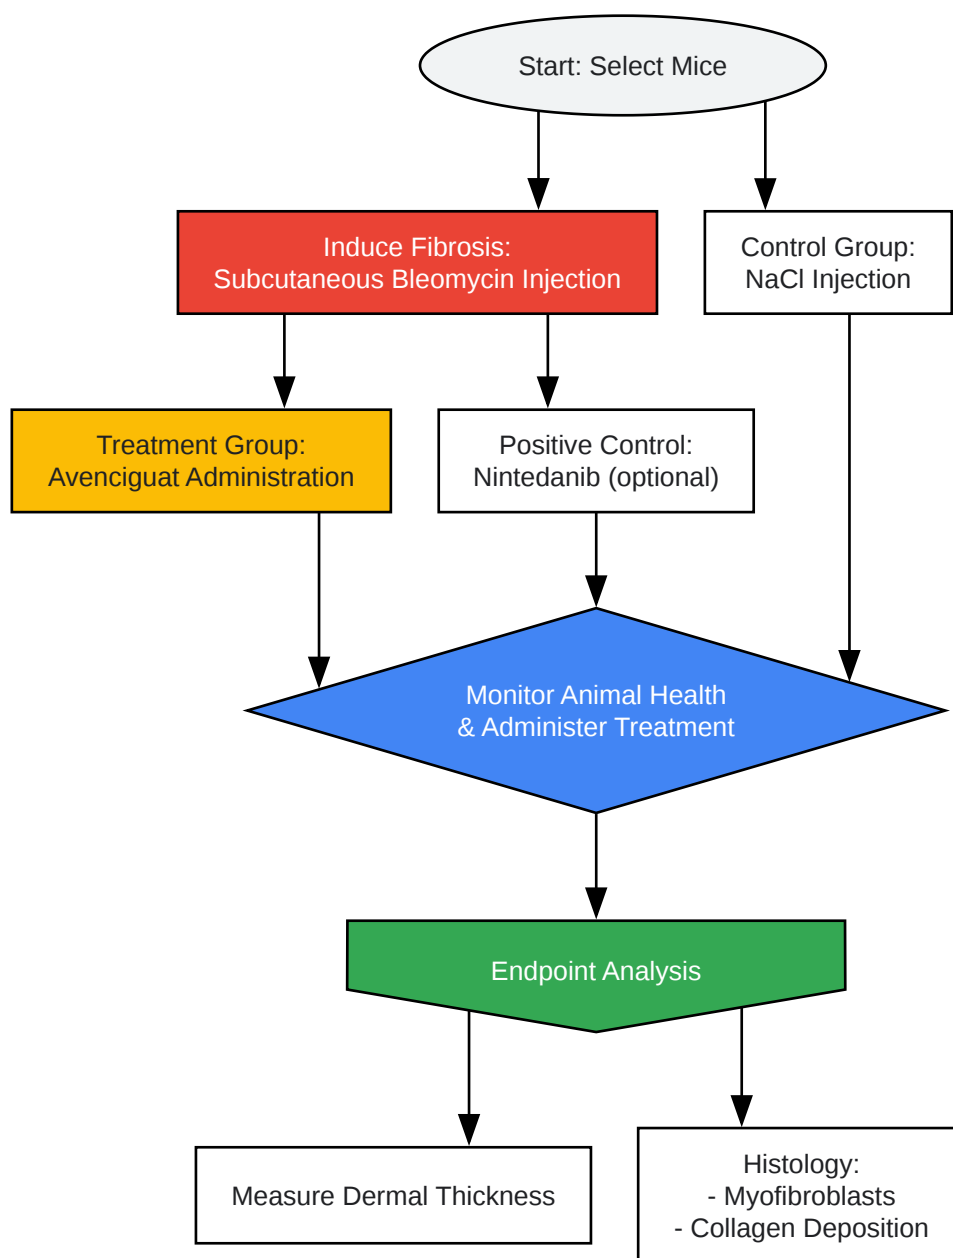 Start: Select Mice
Induce Fibrosis:
Subcutaneous Bleomycin Injection
Control Group:
NaCl Injection
Treatment Group:
Avenciguat Administration
Positive Control:
Nintedanib (optional)
Monitor Animal Health
& Administer Treatment
Endpoint Analysis
Measure Dermal Thickness
Histology:
- Myofibroblasts
- Collagen Deposition